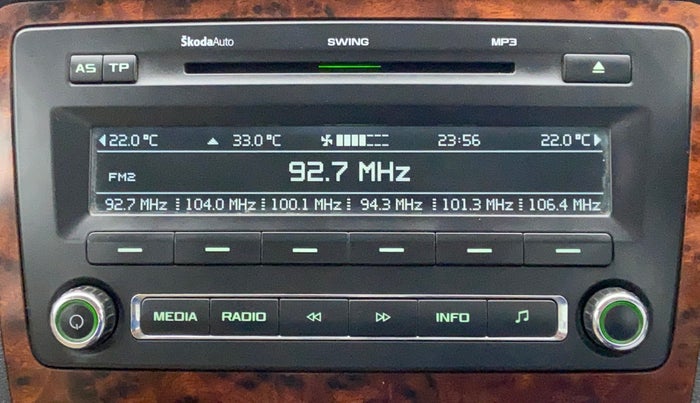 ŠkodaAuto SWING MP3
AS TP
22.0 °C 33.0 °C 23:56 22.0 °C
92.7 MHz
FM2
92.7 MHz 104.0 MHz 100.1 MHz 94.3 MHz 101.3 MHz 106.4 MHz
MEDIA RADIO INFO